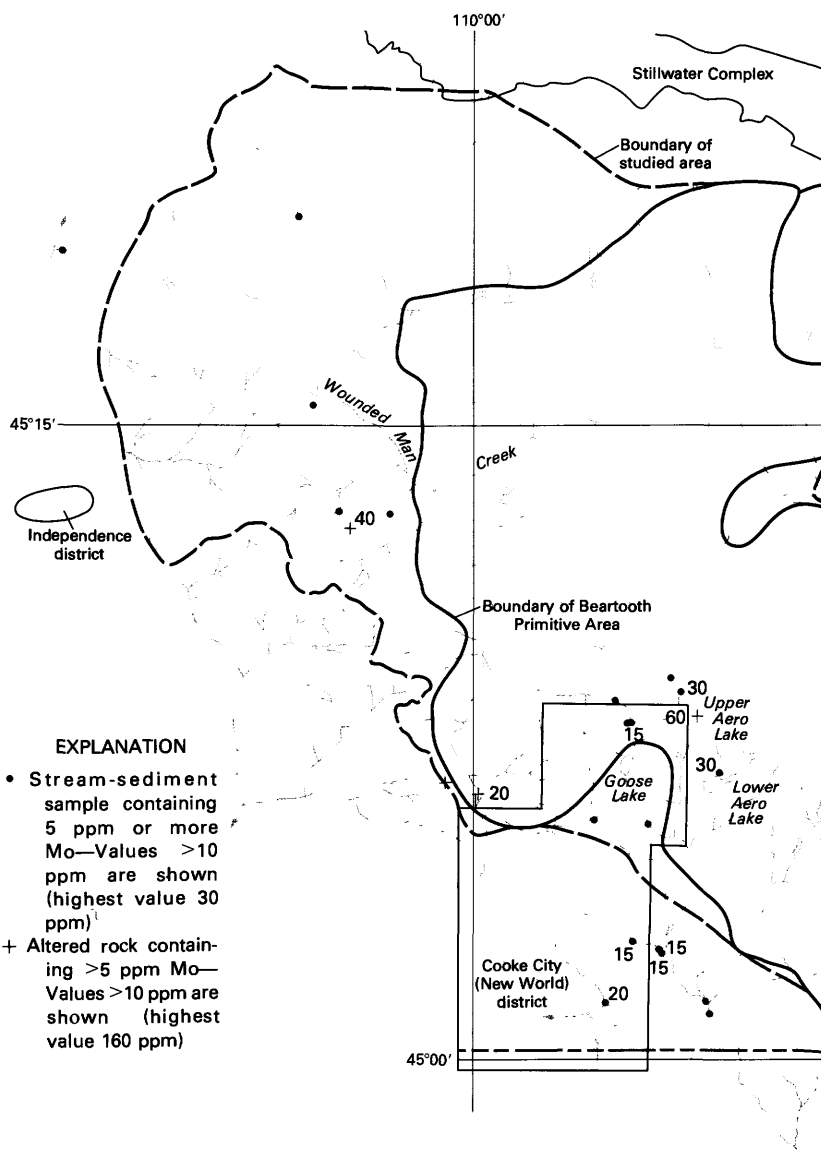 110°00'
Stillwater Complex
Boundary of
studied area
Wounded Man
45°15'
Creek
40
Independence
district
Boundary of Beartooth
Primitive Area
30
60
Upper
Aero
Lake
15
EXPLANATION
• Stream-sediment
sample containing
5 ppm or more
Mo—Values >10
ppm are shown
(highest value 30
ppm)
+ Altered rock contain-
ing >5 ppm Mo—
Values >10 ppm are
shown (highest
value 160 ppm)
30
Goose
Lake
Lower
Aero
Lake
20
15
15
15
Cooke City
(New World)
district
20
45°00'